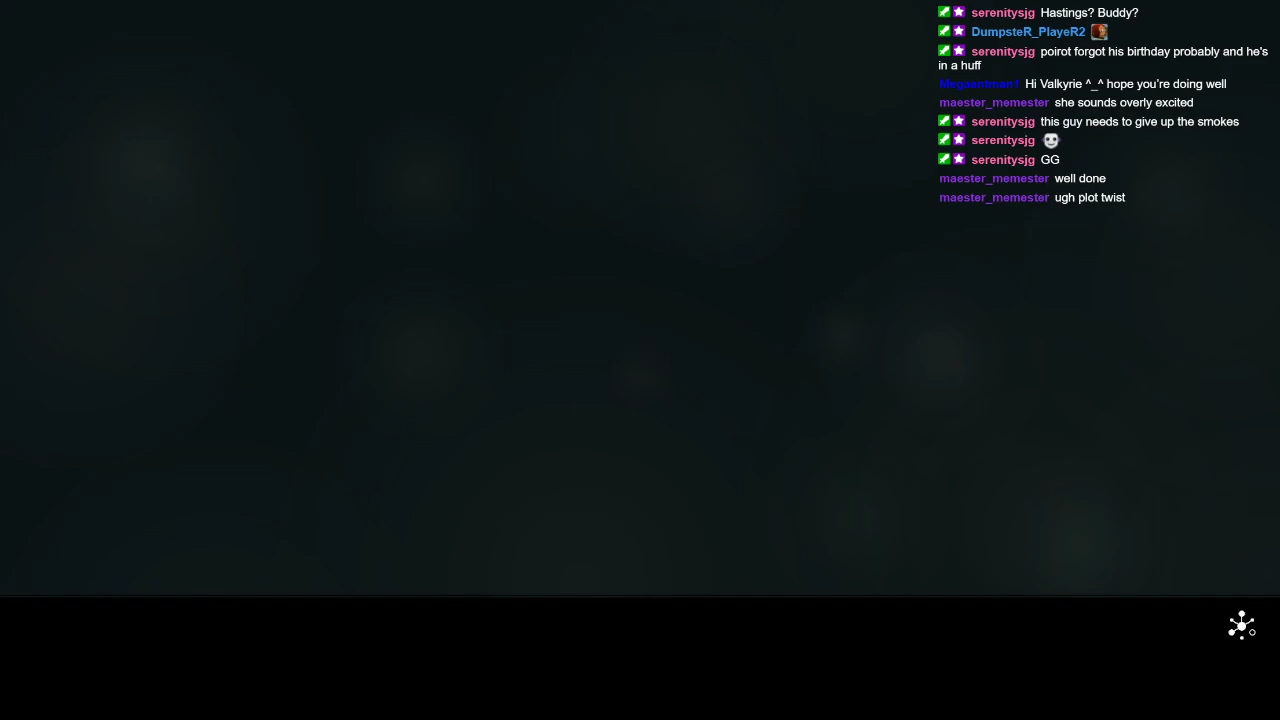 serenitysjg Hastings? Buddy?
DumpsteR_PlayeR2
serenitysjg poirot forgot his birthday probably and he's
in a huff
Megaantman1 Hi Valkyrie ^_^ hope you're doing well
maester_memester she sounds overly excited
serenitysjg this guy needs to give up the smokes
serenitysjg
serenitysjg GG
maester_memester well done
maester_memester ugh plot twist